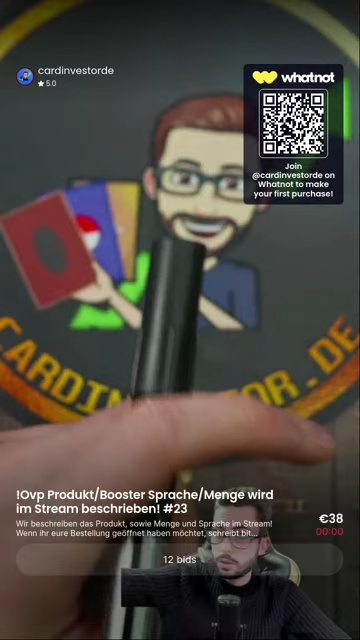 cardinvestorde
★ 5.0
whatnot
Join
@cardinvestorde on
Whatnot to make
your first purchase!
!Ovp Produkt/Booster Sprache/Menge wird
im Stream beschrieben! #23
Wir beschreiben das Produkt, sowie Menge und Sprache im Stream!
Wenn ihr eure Bestellung geöffnet haben möchtet, schreibt bit...
€38
00:00
12 bids